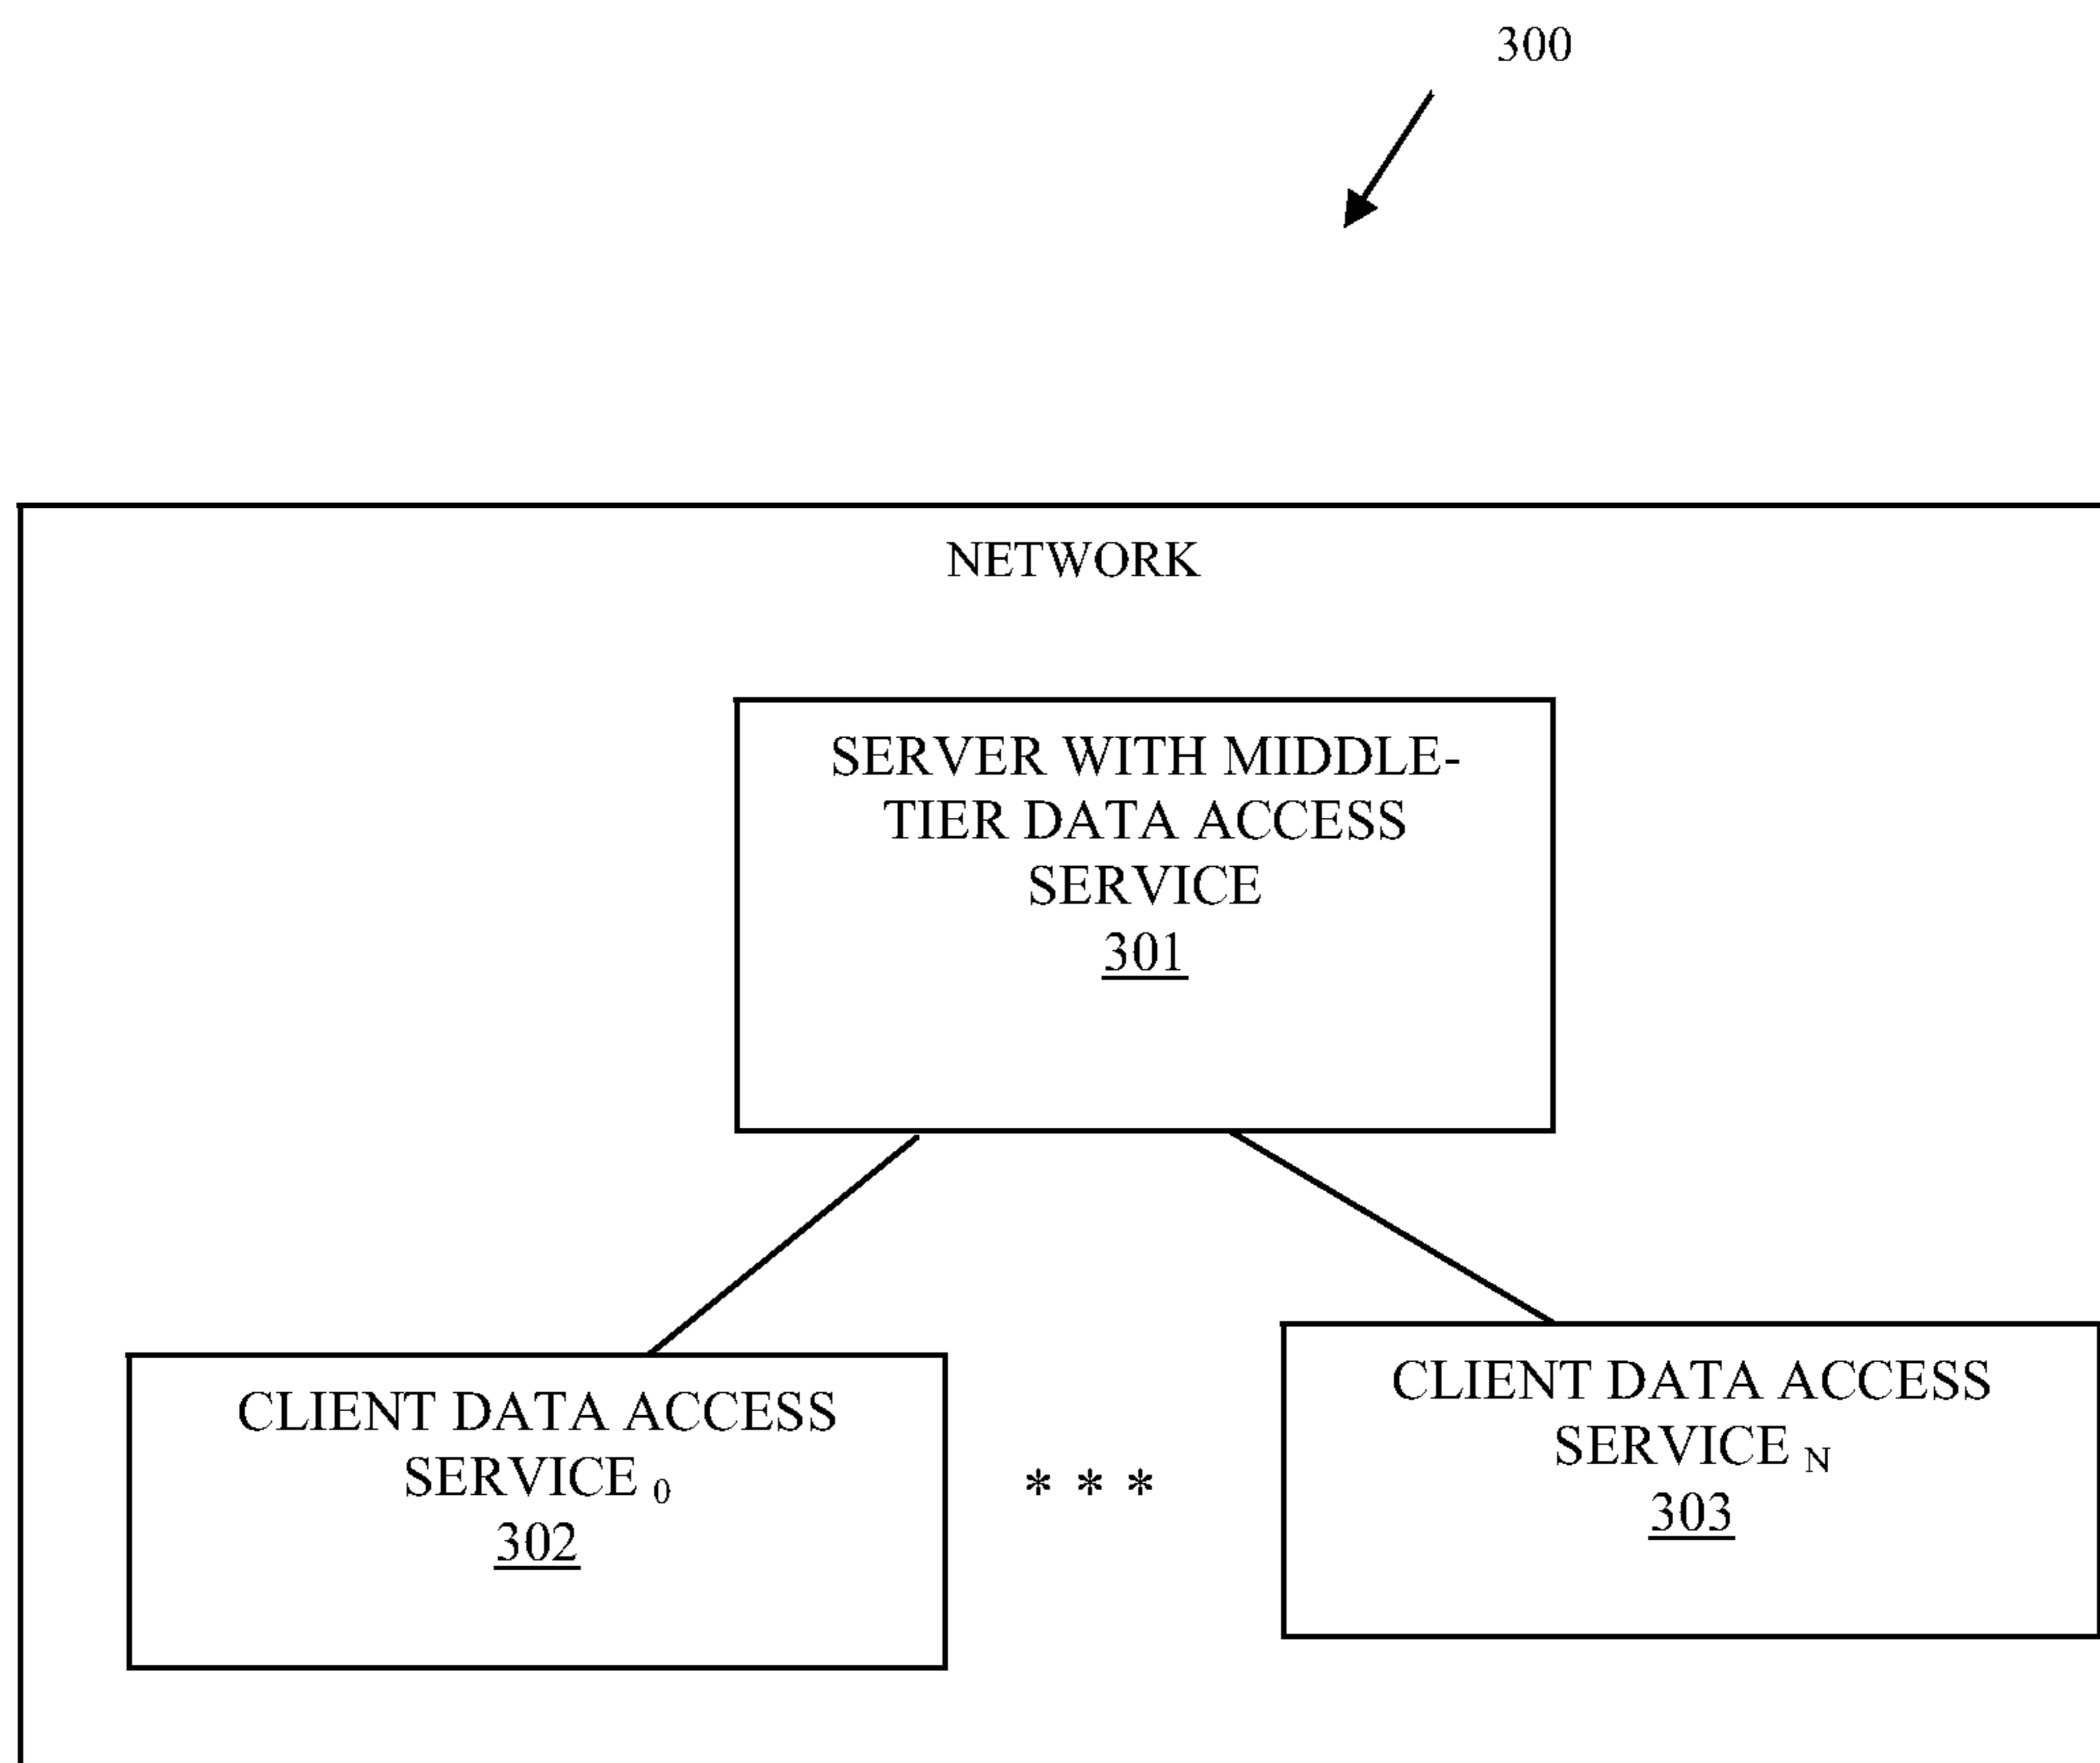 300
NETWORK
SERVER WITH MIDDLE-
TIER DATA ACCESS
SERVICE
301
CLIENT DATA ACCESS
SERVICE 0
302
* * *
CLIENT DATA ACCESS
SERVICE N
303